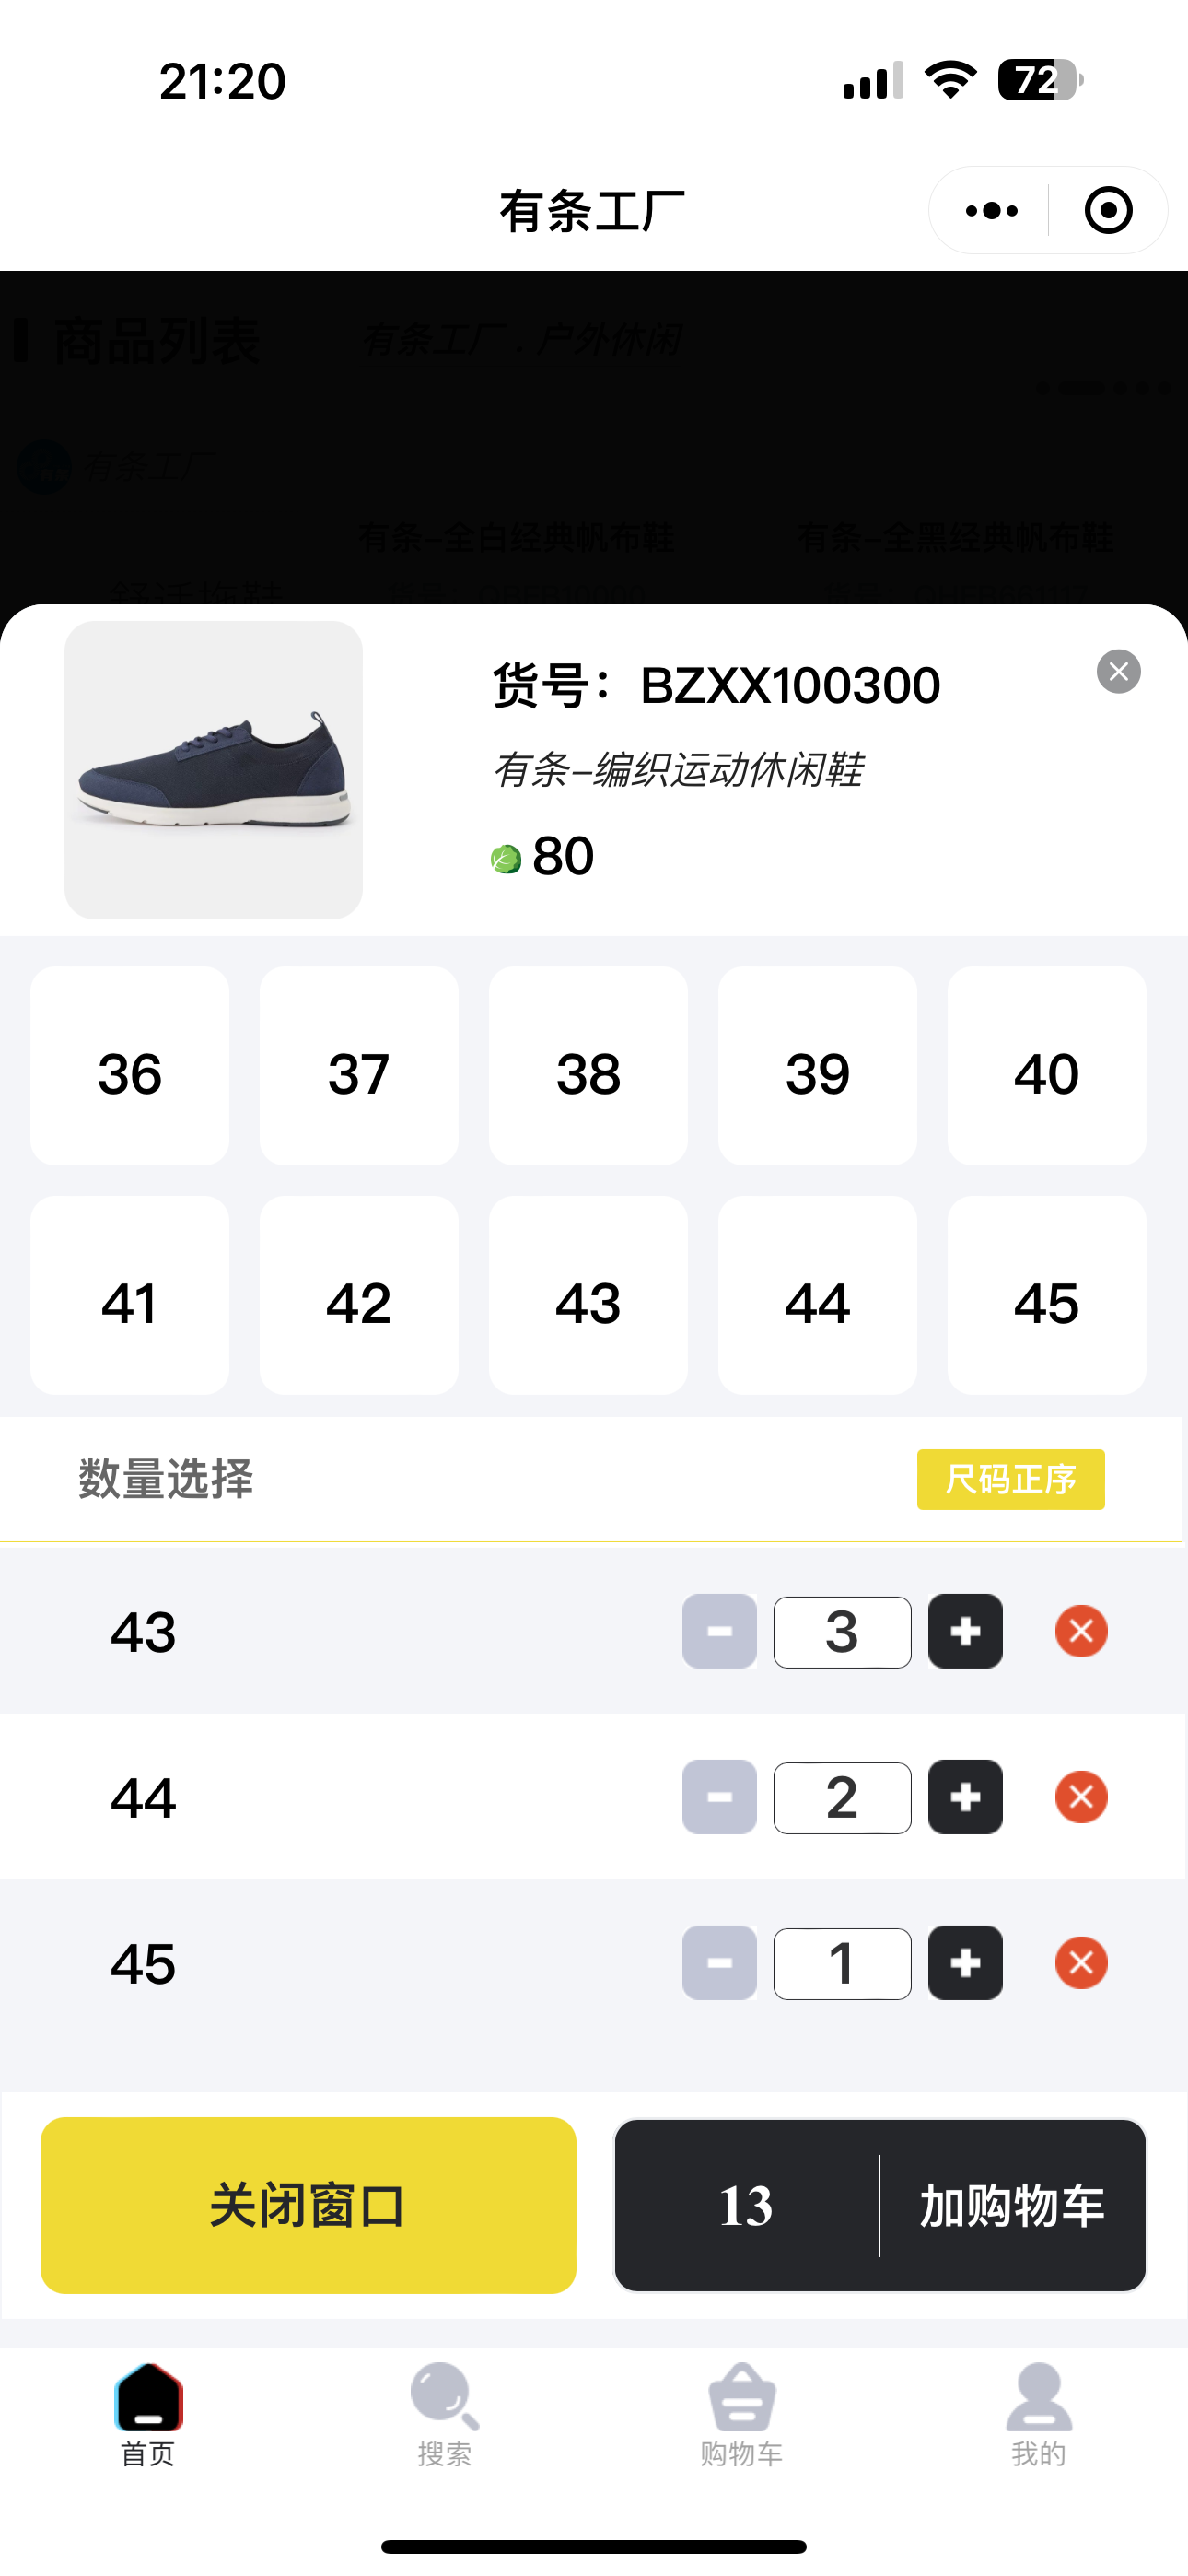 21:20
72
有条工厂
商品列表
有条工厂 . 户外休闲
有条工厂
有条–全白经典帆布鞋
有条–全黑经典帆布鞋
货号：BZXX100300
有条–编织运动休闲鞋
80
36 37 38 39 40
41 42 43 44 45
数量选择
尺码正序
43 3
44 2
45 1
关闭窗口
13
加购物车
首页 搜索 购物车 我的